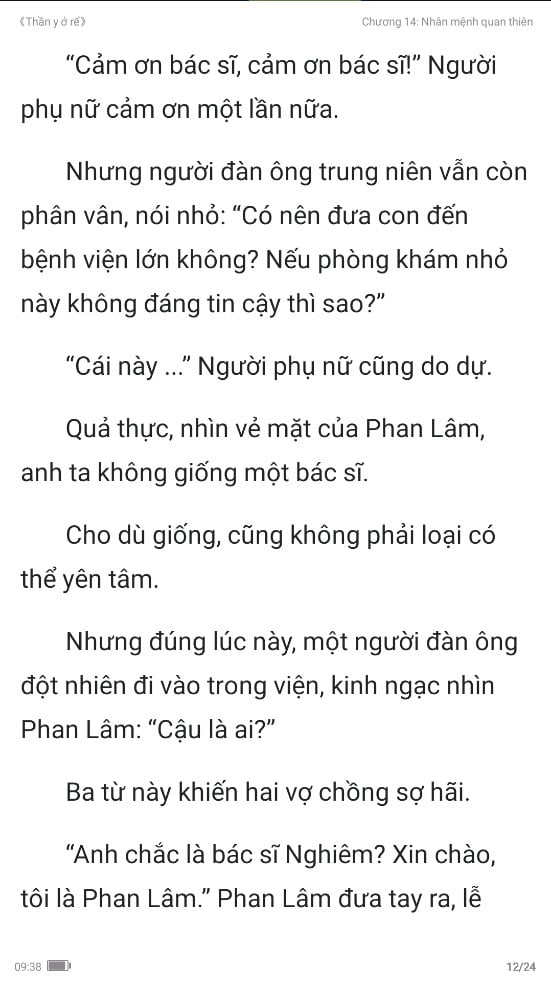 《Thần y ở rể》
Chương 14: Nhân mệnh quan thiên
“Cảm ơn bác sĩ, cảm ơn bác sĩ!” Người
phụ nữ cảm ơn một lần nữa.
Nhưng người đàn ông trung niên vẫn còn
phân vân, nói nhỏ: “Có nên đưa con đến
bệnh viện lớn không? Nếu phòng khám nhỏ
này không đáng tin cậy thì sao?”
“Cái này ...” Người phụ nữ cũng do dự.
Quả thực, nhìn vẻ mặt của Phan Lâm,
anh ta không giống một bác sĩ.
Cho dù giống, cũng không phải loại có
thể yên tâm.
Nhưng đúng lúc này, một người đàn ông
đột nhiên đi vào trong viện, kinh ngạc nhìn
Phan Lâm: “Cậu là ai?”
Ba từ này khiến hai vợ chồng sợ hãi.
“Anh chắc là bác sĩ Nghiêm? Xin chào,
tôi là Phan Lâm.” Phan Lâm đưa tay ra, lễ
09:38
12/24